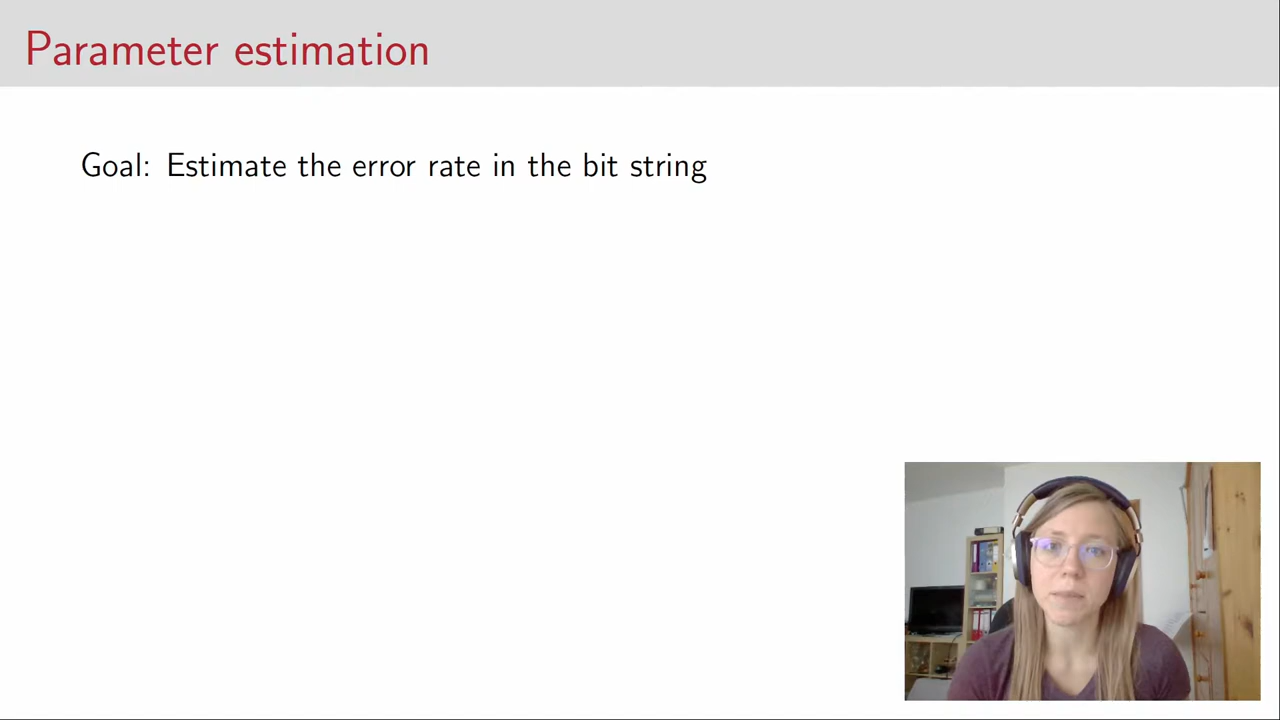 Parameter estimation
Goal: Estimate the error rate in the bit string